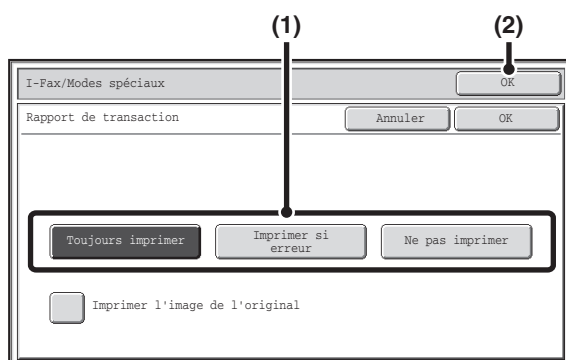 (1) (2)
I-Fax/Modes spéciaux OK
Rapport de transaction Annuler OK
Toujours imprimer Imprimer si erreur Ne pas imprimer
Imprimer l'image de l'original